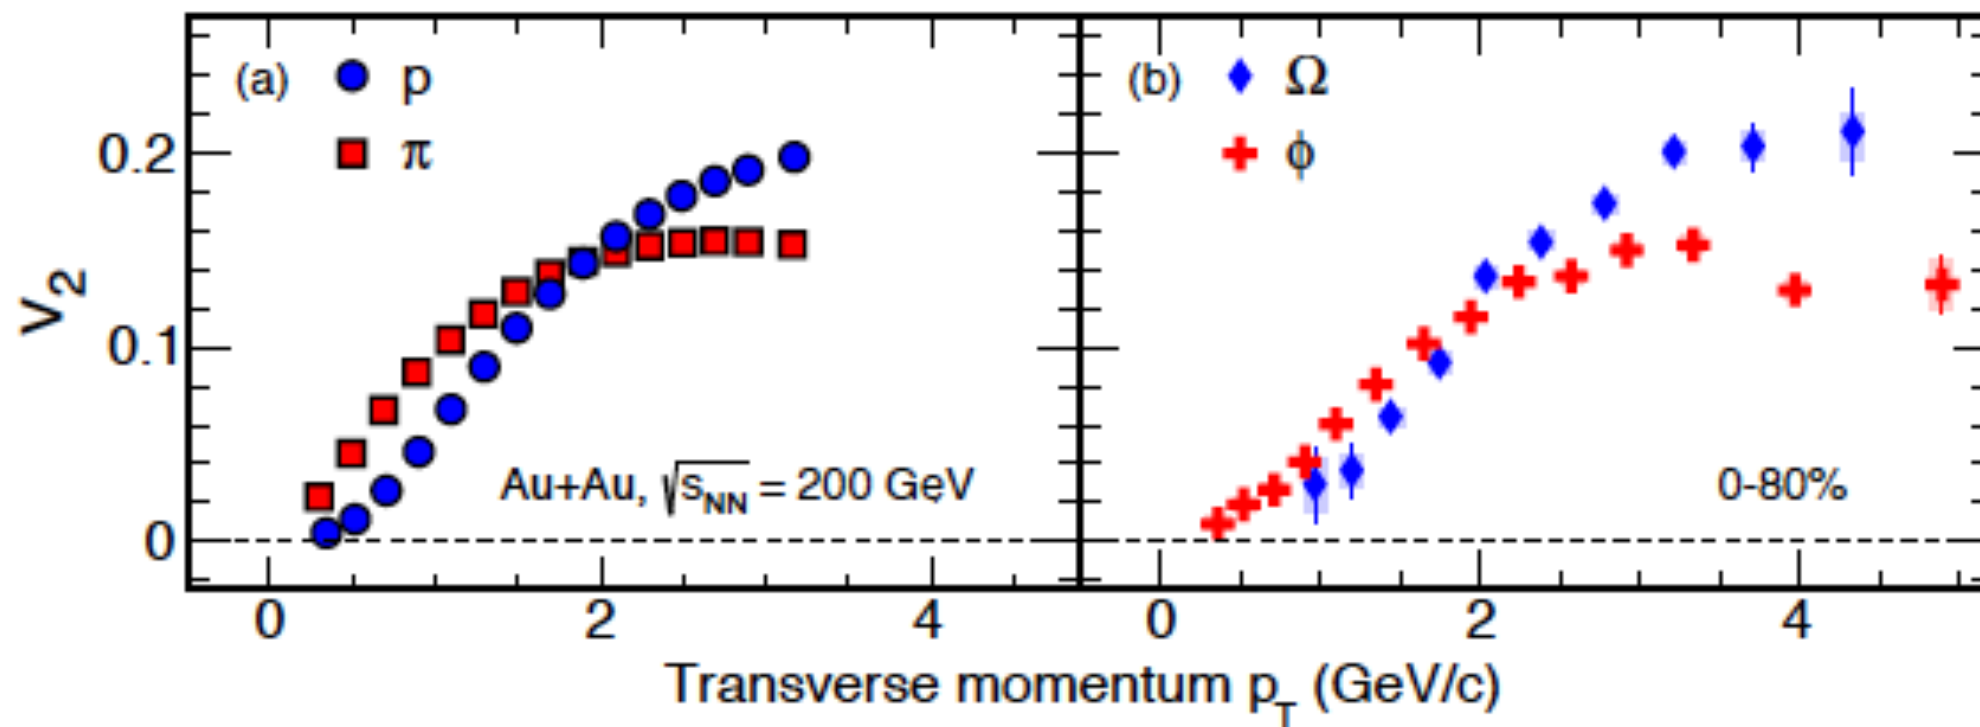 (a) p
π
(b) Ω
ϕ
0.2
0.1
0
v2
Au+Au, √sNN = 200 GeV
0-80%
0 2 4
0 2 4
Transverse momentum pT (GeV/c)